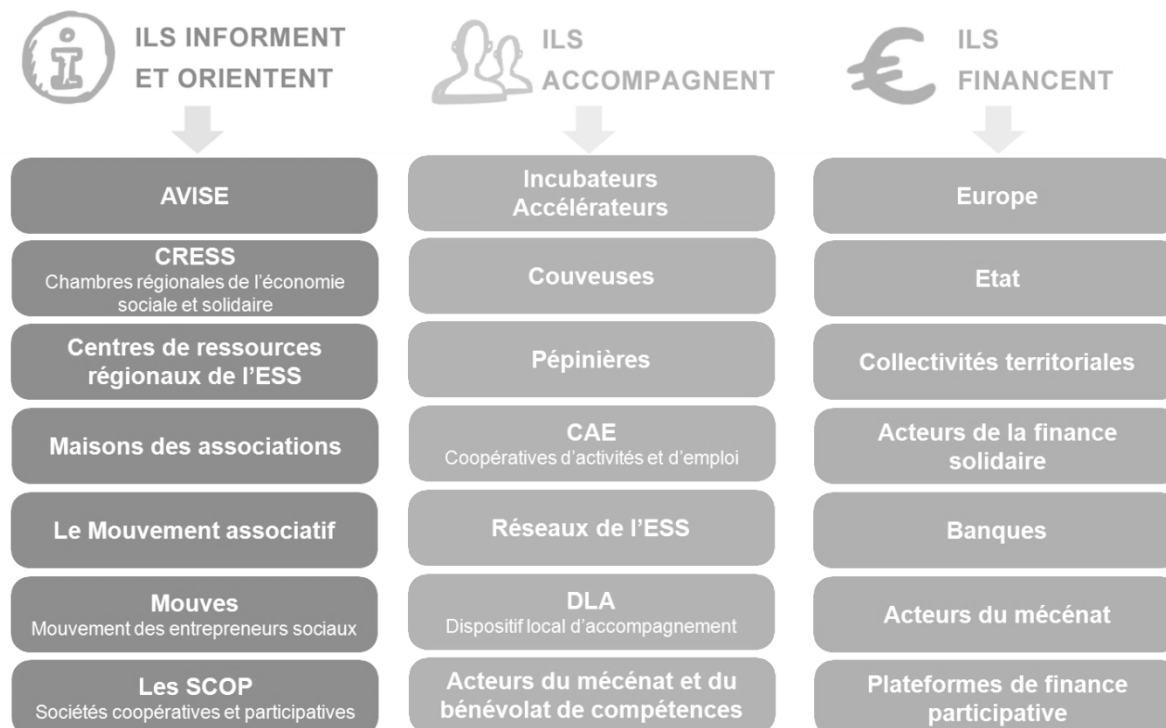 ILS INFORMENT
ET ORIENTENT
AVISE
CRESS
Chambres régionales de l'économie
sociale et solidaire
Centres de ressources
régionaux de l'ESS
Maisons des associations
Le Mouvement associatif
Mouves
Mouvement des entrepreneurs sociaux
Les SCOP
Sociétés coopératives et participatives
ILS
ACCOMPAGNENT
Incubateurs
Accélérateurs
Couveuses
Pépinières
CAE
Coopératives d'activités et d'emploi
Réseaux de l'ESS
DLA
Dispositif local d'accompagnement
Acteurs du mécénat et du
bénévolat de compétences
€
ILS
FINANCENT
Europe
Etat
Collectivités territoriales
Acteurs de la finance
solidaire
Banques
Acteurs du mécénat
Plateformes de finance
participative